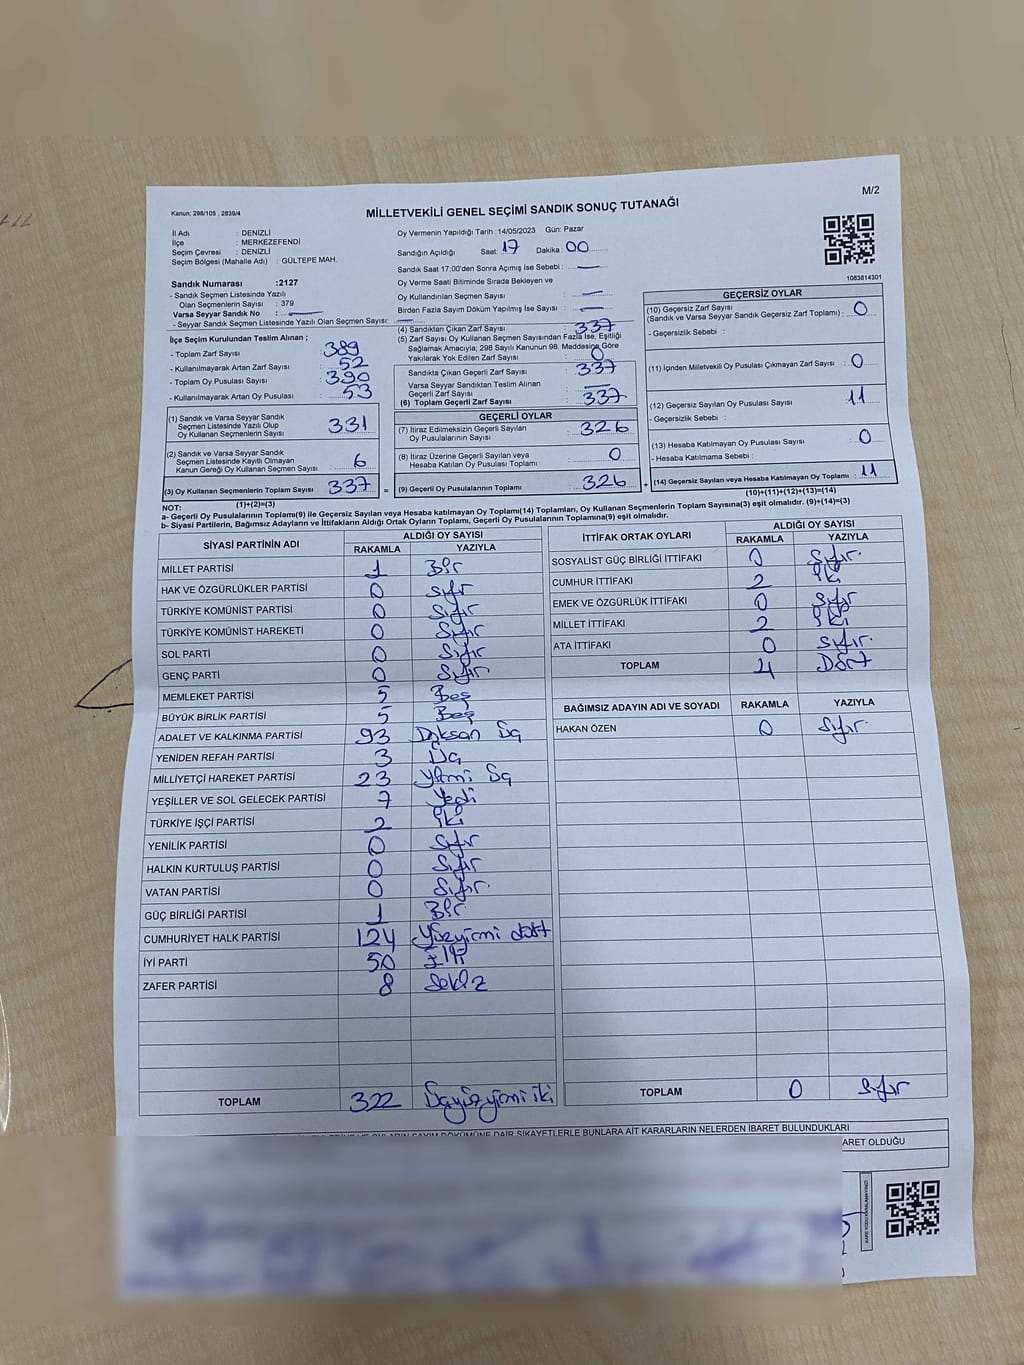 M/2
Kanun: 298/105 , 2839/4
MİLLETVEKİLİ GENEL SEÇİMİ SANDIK SONUÇ TUTANAĞI
İl Adı : DENİZLİ
İlçe : MERKEZEFENDİ
Seçim Çevresi : DENİZLİ
Seçim Bölgesi (Mahalle Adı) : GÜLTEPE MAH.
Sandık Numarası :2127
- Sandık Seçmen Listesinde Yazılı
Olan Seçmenlerin Sayısı : 379
Varsa Seyyar Sandık No :
- Seyyar Sandık Seçmen Listesinde Yazılı Olan Seçmen Sayısı:
İlçe Seçim Kurulundan Teslim Alınan ;
- Toplam Zarf Sayısı : 389
- Kullanılmayarak Artan Zarf Sayısı : 52
- Toplam Oy Pusulası Sayısı : 390
- Kullanılmayarak Artan Oy Pusulası : 53
(1) Sandık ve Varsa Seyyar Sandık
Seçmen Listesinde Yazılı Olup
Oy Kullanan Seçmenlerin Sayısı 331
(2) Sandık ve Varsa Seyyar Sandık
Seçmen Listesinde Kayıtlı Olmayan
Kanun Gereği Oy Kullanan Seçmen Sayısı 6
(3) Oy Kullanan Seçmenlerin Toplam Sayısı 337
(1)+(2)=(3)
Oy Vermenin Yapıldığı Tarih :14/05/2023 Gün: Pazar
Sandığın Açıldığı Saat: 17 Dakika : 00
Sandık Saat 17:00'den Sonra Açımış İse Sebebi :
Oy Verme Saati Bitiminde Sırada Bekleyen ve
Oy Kullandırılan Seçmen Sayısı :
Birden Fazla Sayım Döküm Yapılmış İse Sayısı :
(4) Sandıktan Çıkan Zarf Sayısı : 337
(5) Zarf Sayısı Oy Kullanan Seçmen Sayısından Fazla İse, Eşitliği
Sağlamak Amacıyla; 298 Sayılı Kanunun 98. Maddesine Göre
Yakılarak Yok Edilen Zarf Sayısı : 0
Sandıkta Çıkan Geçerli Zarf Sayısı : 337
Varsa Seyyar Sandıktan Teslim Alınan
Geçerli Zarf Sayısı :
(6) Toplam Geçerli Zarf Sayısı : 337
GEÇERLİ OYLAR
(7) İtiraz Edilmeksizin Geçerli Sayılan
Oy Pusulalarının Sayısı : 326
(8) İtiraz Üzerine Geçerli Sayılan veya
Hesaba Katılan Oy Pusulası Toplamı : 0
= (9) Geçerli Oy Pusulalarının Toplamı : 326 +
1083814301
GEÇERSİZ OYLAR
(10) Geçersiz Zarf Sayısı
(Sandık ve Varsa Seyyar Sandık Geçersiz Zarf Toplamı) : 0
- Geçersizlik Sebebi :
(11) İçinden Milletvekili Oy Pusulası Çıkmayan Zarf Sayısı : 0
(12) Geçersiz Sayılan Oy Pusulası Sayısı : 11
- Geçersizlik Sebebi :
(13) Hesaba Katılmayan Oy Pusulası Sayısı : 0
- Hesaba Katılmama Sebebi :
(14) Geçersiz Sayılan veya Hesaba Katılmayan Oy Toplamı : 11
(10)+(11)+(12)+(13)=(14)
NOT:
a- Geçerli Oy Pusulalarının Toplamı(9) ile Geçersiz Sayılan veya Hesaba katılmayan Oy Toplamı(14) Toplamları, Oy Kullanan Seçmenlerin Toplam Sayısına(3) eşit olmalıdır. (9)+(14)=(3)
b- Siyasi Partilerin, Bağımsız Adayların ve İttifakların Aldığı Ortak Oyların Toplamı, Geçerli Oy Pusulalarının Toplamına(9) eşit olmalıdır.
SİYASİ PARTİNİN ADI ALDIĞI OY SAYISI
RAKAMLA YAZIYLA
MİLLET PARTİSİ 1 Bir
HAK VE ÖZGÜRLÜKLER PARTİSİ 0 Sıfır
TÜRKİYE KOMÜNİST PARTİSİ 0 Sıfır
TÜRKİYE KOMÜNİST HAREKETİ 0 Sıfır
SOL PARTİ 0 Sıfır
GENÇ PARTİ 0 Sıfır
MEMLEKET PARTİSİ 5 Beş
BÜYÜK BİRLİK PARTİSİ 5 Beş
ADALET VE KALKINMA PARTİSİ 93 Doksan Üç
YENİDEN REFAH PARTİSİ 3 Üç
MİLLİYETÇİ HAREKET PARTİSİ 23 Yirmi Üç
YEŞİLLER VE SOL GELECEK PARTİSİ 7 Yedi
TÜRKİYE İŞÇİ PARTİSİ 2 İki
YENİLİK PARTİSİ 0 Sıfır
HALKIN KURTULUŞ PARTİSİ 0 Sıfır
VATAN PARTİSİ 0 Sıfır
GÜÇ BİRLİĞİ PARTİSİ 1 Bir
CUMHURİYET HALK PARTİSİ 124 Yüzyirmi dört
İYİ PARTİ 50 Elli
ZAFER PARTİSİ 8 Sekiz
TOPLAM 322 Üçyüzyirmi iki
İTTİFAK ORTAK OYLARI ALDIĞI OY SAYISI
RAKAMLA YAZIYLA
SOSYALİST GÜÇ BİRLİĞİ İTTİFAKI 0 Sıfır
CUMHUR İTTİFAKI 2 İki
EMEK VE ÖZGÜRLÜK İTTİFAKI 0 Sıfır
MİLLET İTTİFAKI 2 İki
ATA İTTİFAKI 0 Sıfır
TOPLAM 4 Dört
BAĞIMSIZ ADAYIN ADI VE SOYADI RAKAMLA YAZIYLA
HAKAN ÖZEN 0 Sıfır
TOPLAM 0 Sıfır
OYLARIN SAYIM DÖKÜMÜNE DAİR ŞİKAYETLERLE BUNLARA AİT KARARLARIN NELERDEN İBARET BULUNDUKLARI
ARET OLDUĞU